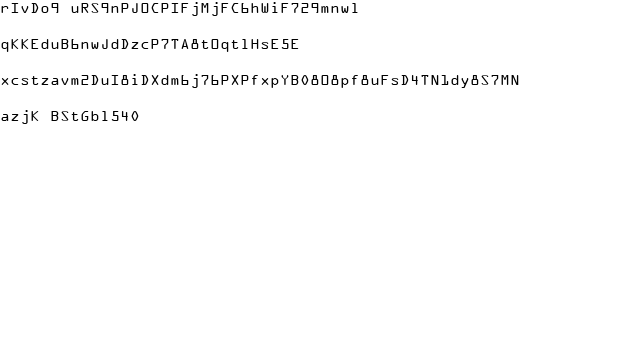 rIvDo9 uRS9nPJOCPIFjMjFC6hWiF729mnwl
qKKEduB6nwJdDzcP7TA8tOqtlHsE5E
xcstzavm2DuI8iDXdm6j76PXPfxpYB0808pf8uFsD4TN1dy8S7MN
azjK BStGbl540